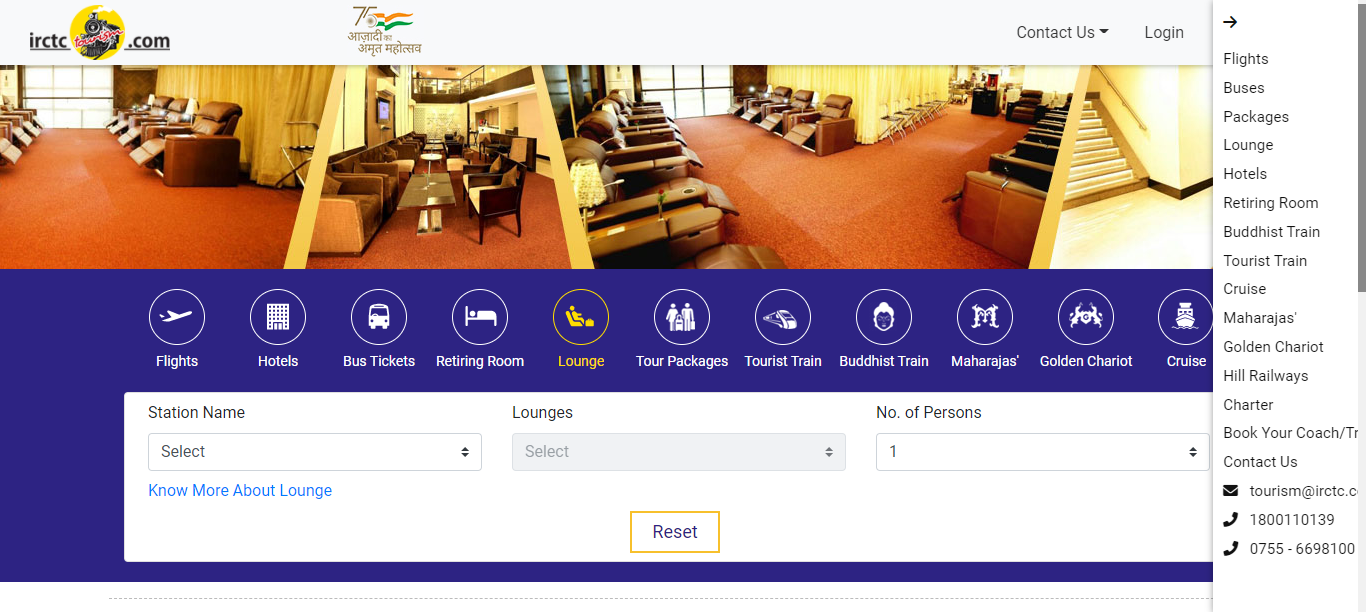 irctc tourism .com
75
आज़ादी का
अमृत महोत्सव
Contact Us
Login
Flights
Hotels
Bus Tickets
Retiring Room
Lounge
Tour Packages
Tourist Train
Buddhist Train
Maharajas'
Golden Chariot
Cruise
Station Name
Lounges
No. of Persons
Select
Select
1
Know More About Lounge
Reset
Flights
Buses
Packages
Lounge
Hotels
Retiring Room
Buddhist Train
Tourist Train
Cruise
Maharajas'
Golden Chariot
Hill Railways
Charter
Book Your Coach/Tr
Contact Us
tourism@irctc.c
1800110139
0755 - 6698100